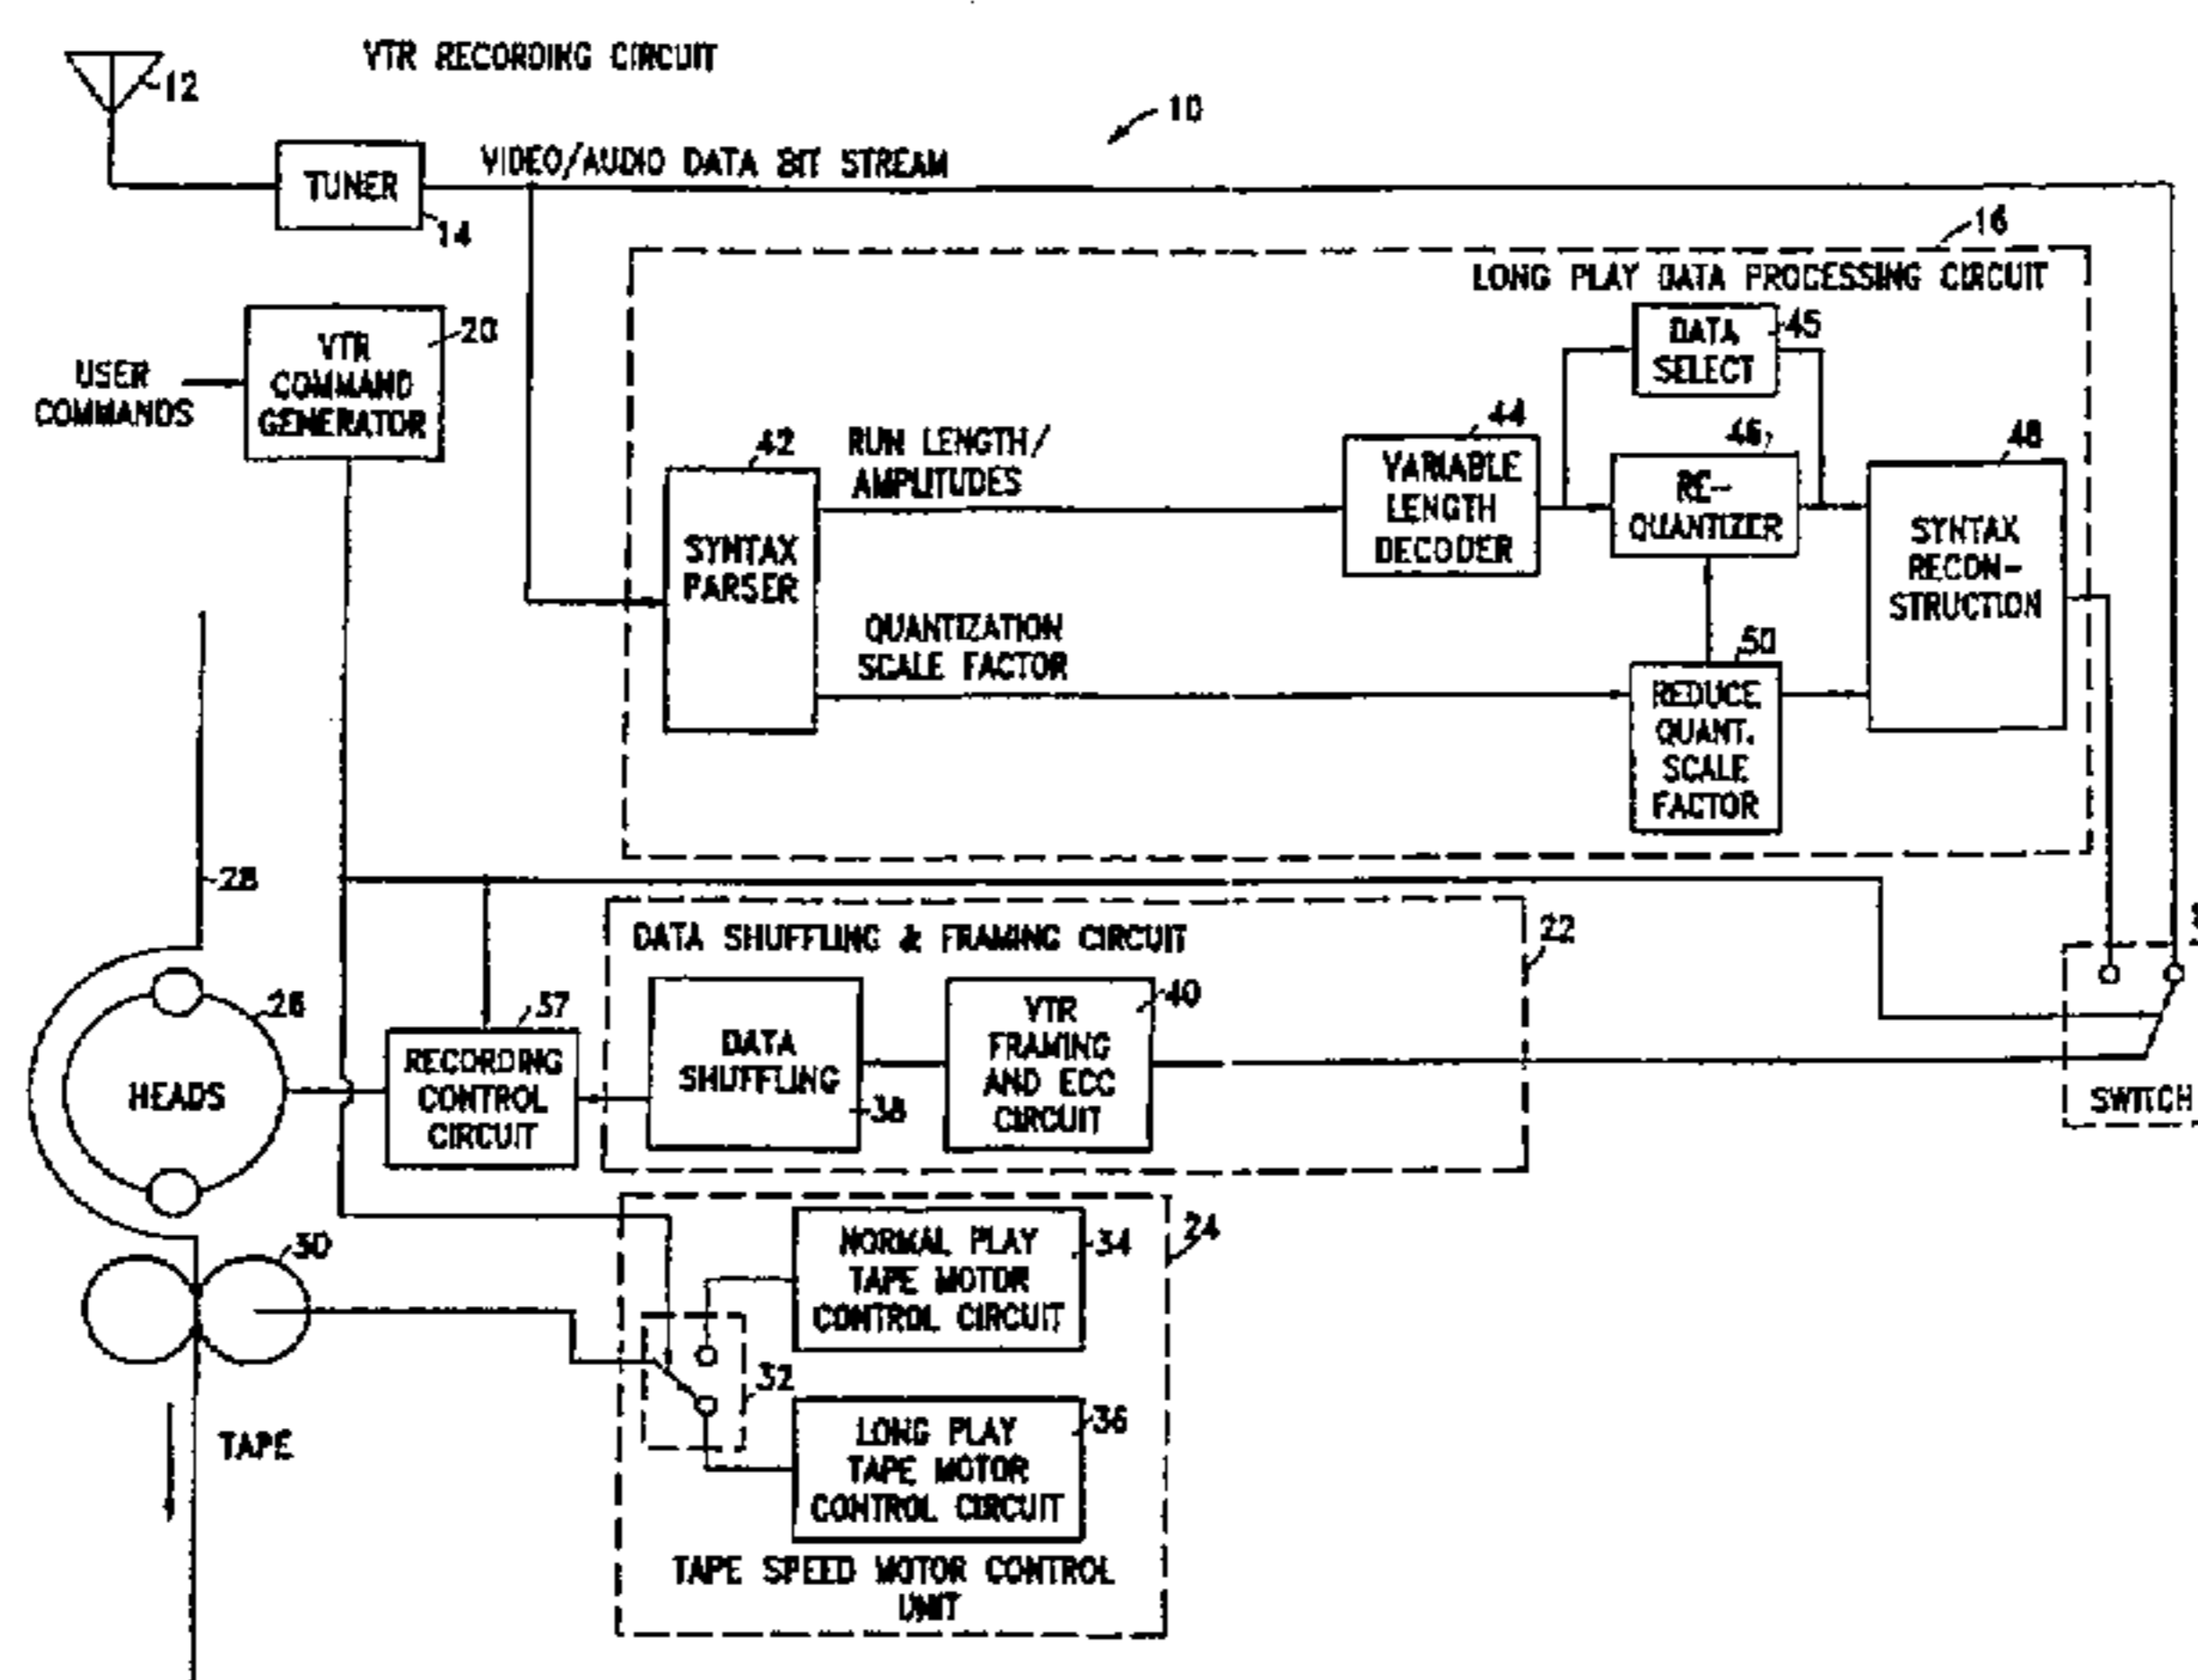 VTR RECORDING CIRCUIT
12
10
TUNER
14
VIDEO/AUDIO DATA BIT STREAM
16
LONG PLAY DATA PROCESSING CIRCUIT
USER
COMMANDS
VTR
COMMAND
GENERATOR
20
DATA
SELECT
45
42
RUN LENGTH/
AMPLITUDES
44
VARIABLE
LENGTH
DECODER
46
RE-
QUANTIZER
48
SYNTAX
PARSER
SYNTAX
RECON-
STRUCTION
QUANTIZATION
SCALE FACTOR
50
REDUCE
QUANT.
SCALE
FACTOR
28
DATA SHUFFLING & FRAMING CIRCUIT
22
26
HEADS
37
RECORDING
CONTROL
CIRCUIT
DATA
SHUFFLING
38
VTR
FRAMING
AND ECC
CIRCUIT
40
SWITCH
30
24
NORMAL PLAY
TAPE MOTOR
CONTROL CIRCUIT
34
32
LONG PLAY
TAPE MOTOR
CONTROL CIRCUIT
36
TAPE
TAPE SPEED MOTOR CONTROL
UNIT